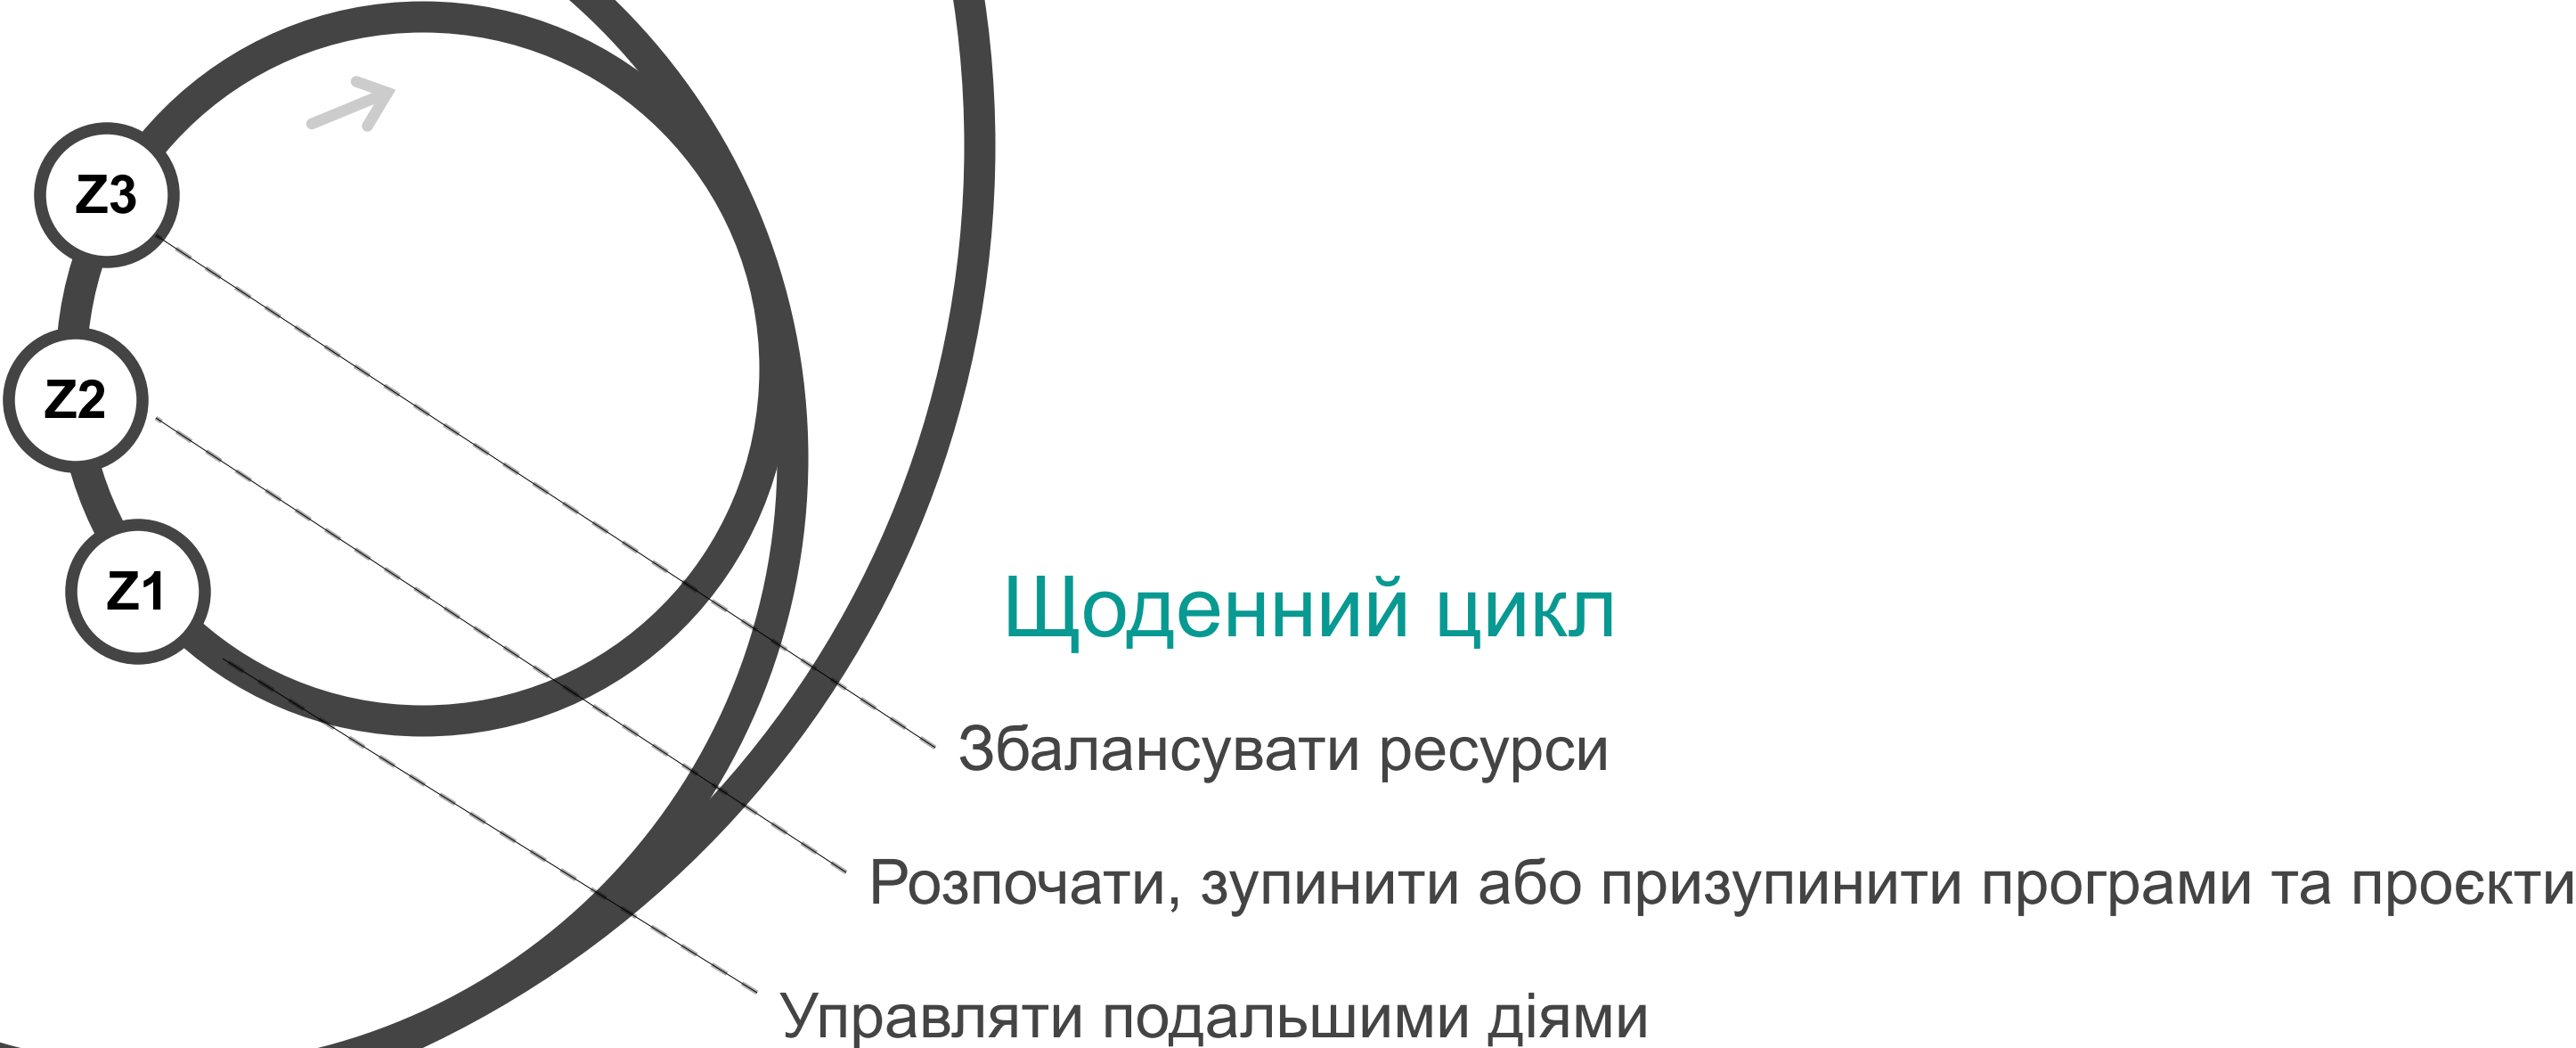 Z3
Z2
Z1
Щоденний цикл
Збалансувати ресурси
Розпочати, зупинити або призупинити програми та проєкти
Управляти подальшими діями